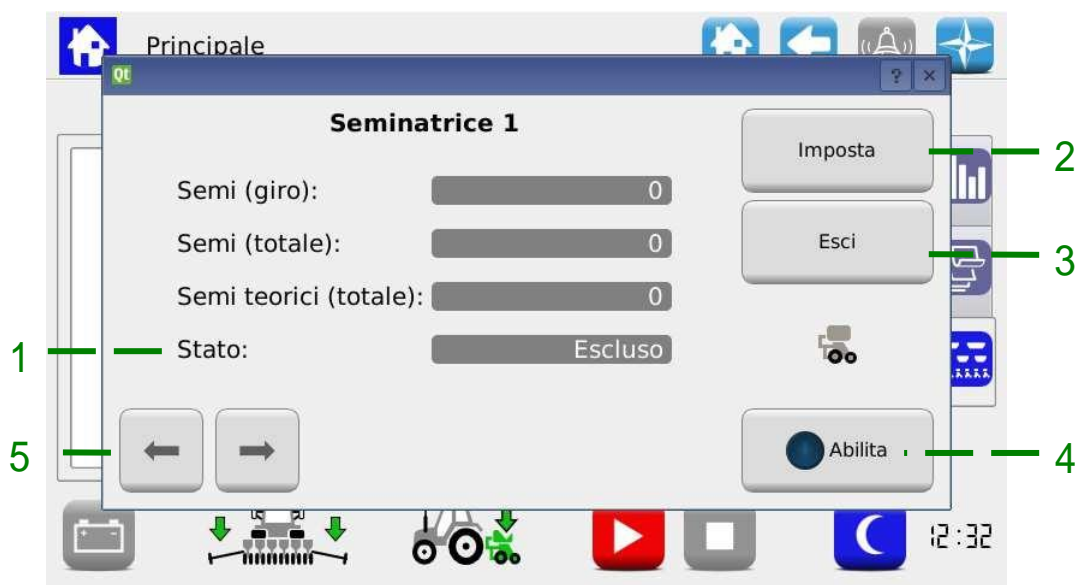 Principale
Qt
? ×
Seminatrice 1
Imposta
2
Semi (giro): 0
Semi (totale): 0
Esci
3
Semi teorici (totale): 0
1
Stato: Escluso
5
Abilita
4
12:32